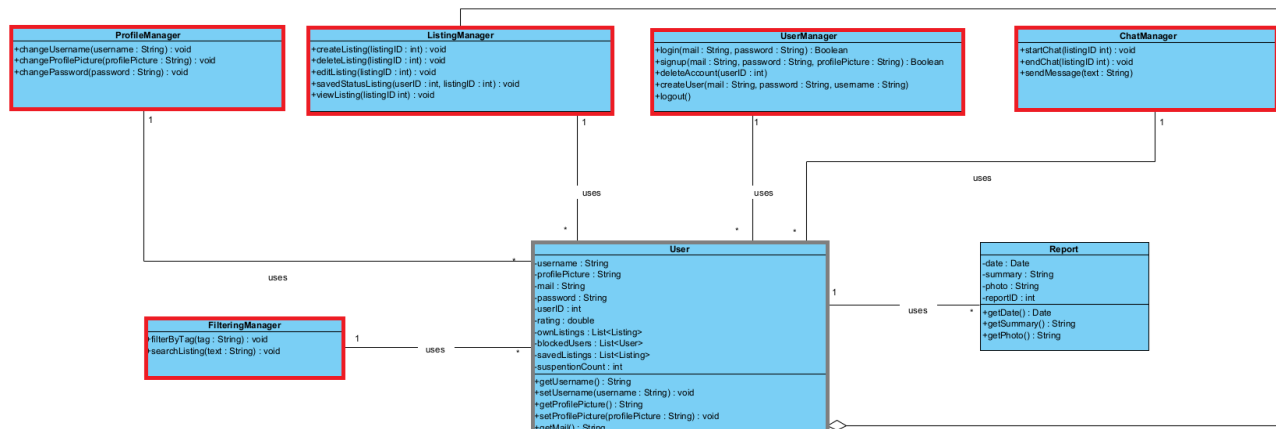 ProfileManager
+changeUsername(username : String) : void
+changeProfilePicture(profilePicture : String) : void
+changePassword(password : String) : void
1
ListingManager
+createListing(listingID : int) : void
+deleteListing(listingID : int) : void
+editListing(listingID : int) : void
+savedStatusListing(userID : int, listingID : int) : void
+viewListing(listingID int) : void
1
UserManager
+login(mail : String, password : String) : Boolean
+signup(mail : String, password : String, profilePicture : String) : Boolean
+deleteAccount(userID : int)
+createUser(mail : String, password : String, username : String)
+logout()
1
ChatManager
+startChat(listingID int) : void
+endChat(listingID int) : void
+sendMessage(text : String)
1
uses
uses
uses
*
*
*
uses
*
FilteringManager
+filterByTag(tag : String) : void
+searchListing(text : String) : void
1
uses
*
User
-username : String
-profilePicture : String
-mail : String
-password : String
-userID : int
-rating : double
-ownListings : List<Listing>
-blockedUsers : List<User>
-savedListings : List<Listing>
-suspentionCount : int
+getUsername() : String
+setUsername(username : String) : void
+getProfilePicture() : String
+setProfilePicture(profilePicture : String) : void
+getMail() : String
1
uses
*
Report
-date : Date
-summary : String
-photo : String
-reportID : int
+getDate() : Date
+getSummary() : String
+getPhoto() : String